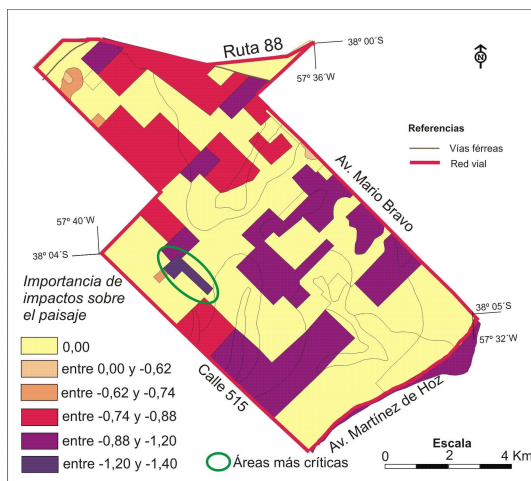 Ruta 88
38º 00´S
57º 36´W
N
Referencias
Vías férreas
Red vial
Av. Mario Bravo
57º 40´W
38º 04´S
Importancia de
impactos sobre
el paisaje
0,00
entre 0,00 y -0,62
entre -0,62 y -0,74
entre -0,74 y -0,88
entre -0,88 y -1,20
entre -1,20 y -1,40
Calle 515
Áreas más críticas
38º 05´S
57º 32´W
Av. Martínez de Hoz
Escala
0 2 4 Km